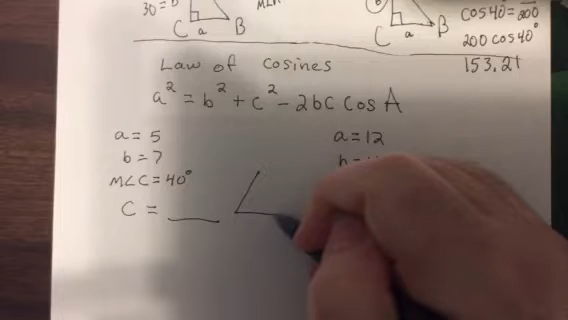 30 = b
C a B
C a B
cos 40 = 200
200 cos 40°
153.21
Law of Cosines
a² = b² + c² - 2bc Cos A
a = 5
b = 7
m∠C = 40°
C = ___
a = 12